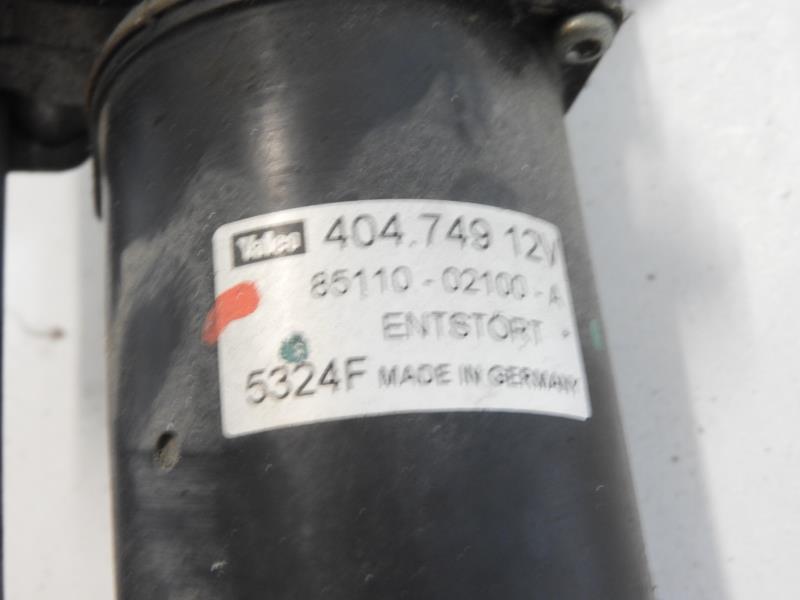 Valeo 404.749 12V
85110-02100-A
ENTSTÖRT
5324F MADE IN GERMANY